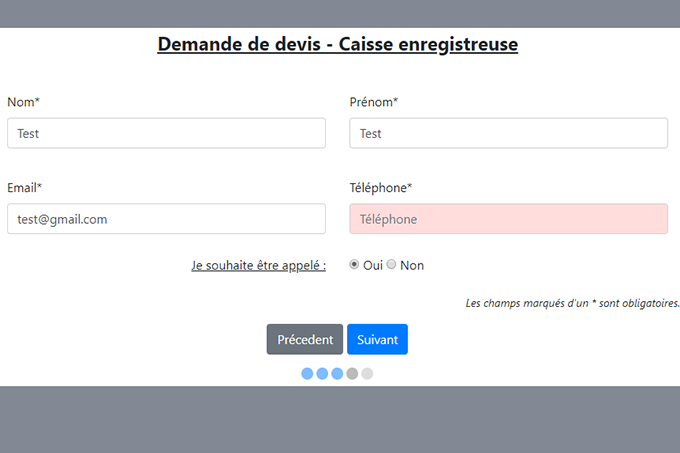 Demande de devis - Caisse enregistreuse
Nom* Prénom*
Test Test
Email* Téléphone*
test@gmail.com Téléphone
Je souhaite être appelé : Oui Non
Les champs marqués d'un * sont obligatoires.
Précedent Suivant